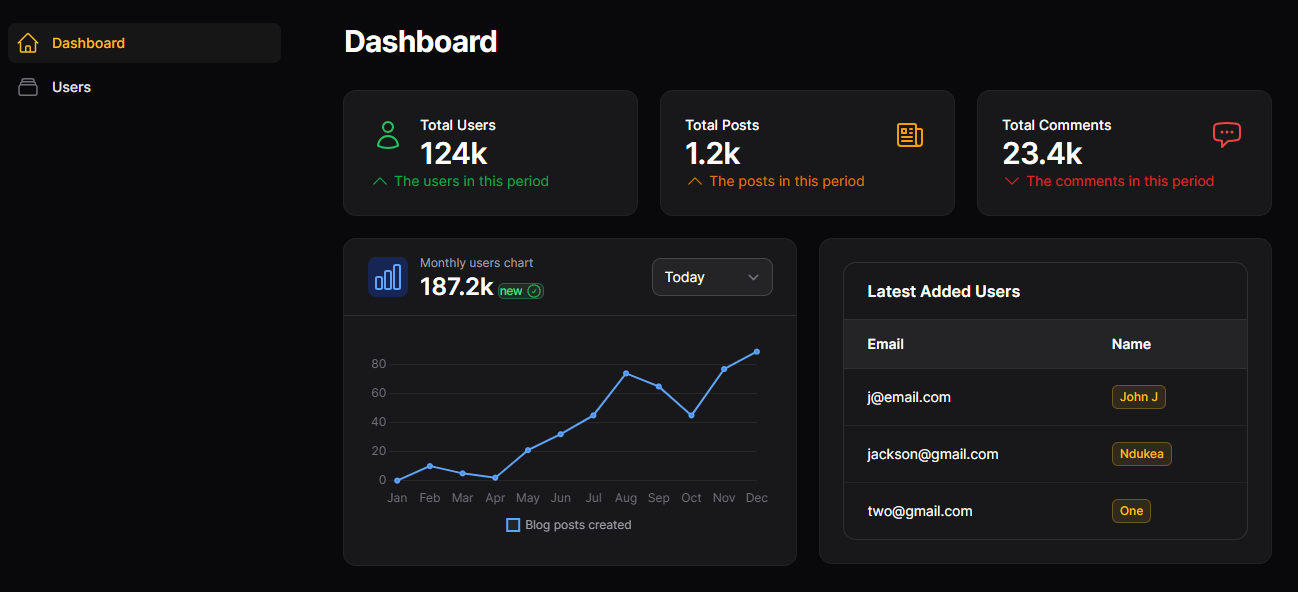 Dashboard
Users
Dashboard
Total Users
124k
The users in this period
Total Posts
1.2k
The posts in this period
Total Comments
23.4k
The comments in this period
Monthly users chart
187.2k new
Today
80
60
40
20
0
Jan Feb Mar Apr May Jun Jul Aug Sep Oct Nov Dec
Blog posts created
Latest Added Users
Email Name
j@email.com John J
jackson@gmail.com Ndukea
two@gmail.com One